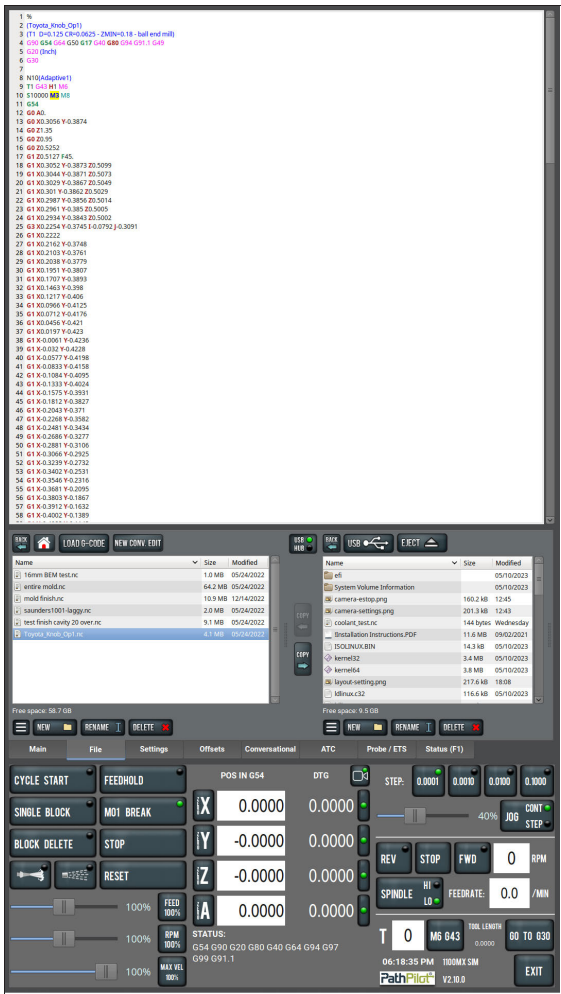 1 %
2 (Toyota_Knob_Op1)
3 (T1 D=0.125 CR=0.0625 - ZMIN=0.18 - ball end mill)
4 G90 G54 G64 G50 G17 G40 G80 G94 G91.1 G49
5 G20 (Inch)
6 G30
7
8 N10(Adaptive1)
9 T1 G43 H1 M6
10 S10000 M3 M8
11 G54
12 G0 A0.
13 G0 X0.3056 Y-0.3874
14 G0 Z1.35
15 G0 Z0.95
16 G0 Z0.5252
17 G1 Z0.5127 F45.
18 G1 X0.3052 Y-0.3873 Z0.5099
19 G1 X0.3044 Y-0.3871 Z0.5073
20 G1 X0.3029 Y-0.3867 Z0.5049
21 G1 X0.301 Y-0.3862 Z0.5029
22 G1 X0.2987 Y-0.3856 Z0.5014
23 G1 X0.2961 Y-0.385 Z0.5005
24 G1 X0.2934 Y-0.3843 Z0.5002
25 G3 X0.2254 Y-0.3745 I-0.0792 J-0.3091
26 G1 X0.2222
27 G1 X0.2162 Y-0.3748
28 G1 X0.2103 Y-0.3761
29 G1 X0.2038 Y-0.3779
30 G1 X0.1951 Y-0.3807
31 G1 X0.1707 Y-0.3893
32 G1 X0.1463 Y-0.398
33 G1 X0.1217 Y-0.406
34 G1 X0.0966 Y-0.4125
35 G1 X0.0712 Y-0.4176
36 G1 X0.0456 Y-0.421
37 G1 X0.0197 Y-0.423
38 G1 X-0.0061 Y-0.4236
39 G1 X-0.032 Y-0.4228
40 G1 X-0.0577 Y-0.4198
41 G1 X-0.0833 Y-0.4158
42 G1 X-0.1084 Y-0.4095
43 G1 X-0.1333 Y-0.4024
44 G1 X-0.1575 Y-0.3931
45 G1 X-0.1812 Y-0.3827
46 G1 X-0.2043 Y-0.371
47 G1 X-0.2268 Y-0.3582
48 G1 X-0.2481 Y-0.3434
49 G1 X-0.2686 Y-0.3277
50 G1 X-0.2881 Y-0.3106
51 G1 X-0.3066 Y-0.2925
52 G1 X-0.3239 Y-0.2732
53 G1 X-0.3402 Y-0.2531
54 G1 X-0.3546 Y-0.2316
55 G1 X-0.3681 Y-0.2095
56 G1 X-0.3803 Y-0.1867
57 G1 X-0.3912 Y-0.1632
58 G1 X-0.4002 Y-0.1389
BACK LOAD G-CODE NEW CONV. EDIT USB HUB BACK USB EJECT
Name Size Modified Name Size Modified
16mm BEM test.nc 1.0 MB 05/24/2022
entire mold.nc 64.2 MB 05/24/2022
mold finish.nc 10.9 MB 12/14/2022
saunders1001-laggy.nc 2.0 MB 05/24/2022
test finish cavity 20 over.nc 9.1 MB 05/24/2022
Toyota_Knob_Op1.nc 4.1 MB 05/24/2022
COPY
COPY
efi 05/10/2023
System Volume Information 05/10/2023
camera-estop.png 160.2 kB 12:45
camera-settings.png 201.3 kB 12:43
coolant_test.nc 144 bytes Wednesday
Installation Instructions.PDF 11.6 MB 09/02/2021
ISOLINUX.BIN 14.3 kB 05/10/2023
kernel32 3.4 MB 05/10/2023
kernel64 3.8 MB 05/10/2023
layout-setting.png 217.6 kB 18:08
ldlinux.c32 116.6 kB 05/10/2023
Free space: 58.7 GB Free space: 9.5 GB
NEW RENAME DELETE NEW RENAME DELETE
Main File Settings Offsets Conversational ATC Probe / ETS Status (F1)
CYCLE START FEEDHOLD
SINGLE BLOCK M01 BREAK
BLOCK DELETE STOP
RESET
100% FEED 100%
100% RPM 100%
100% MAX VEL 100%
POS IN G54 DTG
X 0.0000 0.0000
Y -0.0000 0.0000
Z -0.0000 0.0000
A 0.0000 0.0000
STATUS:
G54 G90 G20 G80 G40 G64 G94 G97
G99 G91.1
STEP: 0.0001 0.0010 0.0100 0.1000
40% JOG CONT STEP
REV STOP FWD 0 RPM
SPINDLE HI LO FEEDRATE: 0.0 /MIN
T 0 M6 G43 TOOL LENGTH 0.0000 GO TO G30
06:18:35 PM 1100MX SIM
PathPilot V2.10.0
EXIT